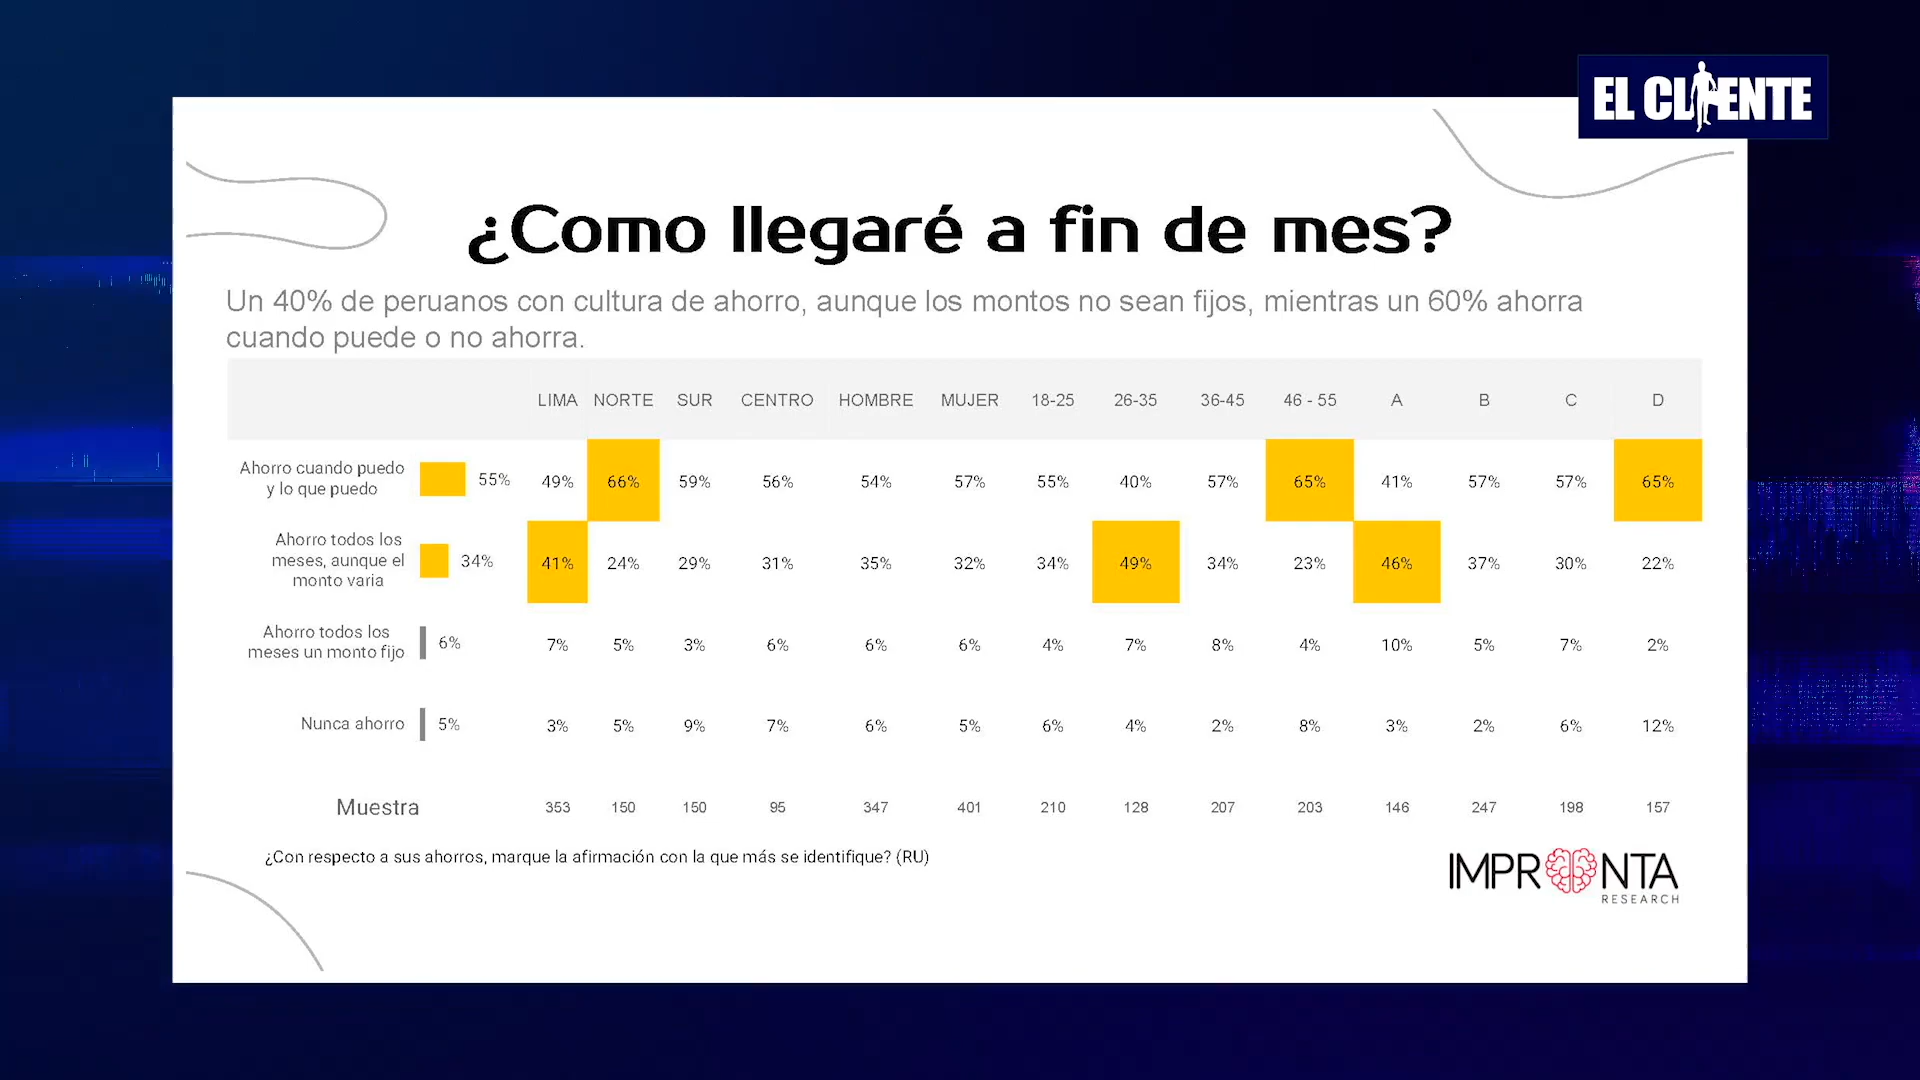 EL CLIENTE
¿Como llegaré a fin de mes?
Un 40% de peruanos con cultura de ahorro, aunque los montos no sean fijos, mientras un 60% ahorra
cuando puede o no ahorra.
LIMA NORTE SUR CENTRO HOMBRE MUJER 18-25 26-35 36-45 46 - 55 A B C D
Ahorro cuando puedo
y lo que puedo
55% 49% 66% 59% 56% 54% 57% 55% 40% 57% 65% 41% 57% 57% 65%
Ahorro todos los
meses, aunque el
monto varia
34% 41% 24% 29% 31% 35% 32% 34% 49% 34% 23% 46% 37% 30% 22%
Ahorro todos los
meses un monto fijo
6% 7% 5% 3% 6% 6% 6% 4% 7% 8% 4% 10% 5% 7% 2%
Nunca ahorro 5% 3% 5% 9% 7% 6% 5% 6% 4% 2% 8% 3% 2% 6% 12%
Muestra 353 150 150 95 347 401 210 128 207 203 146 247 198 157
¿Con respecto a sus ahorros, marque la afirmación con la que más se identifique? (RU)
IMPRONTA
RESEARCH